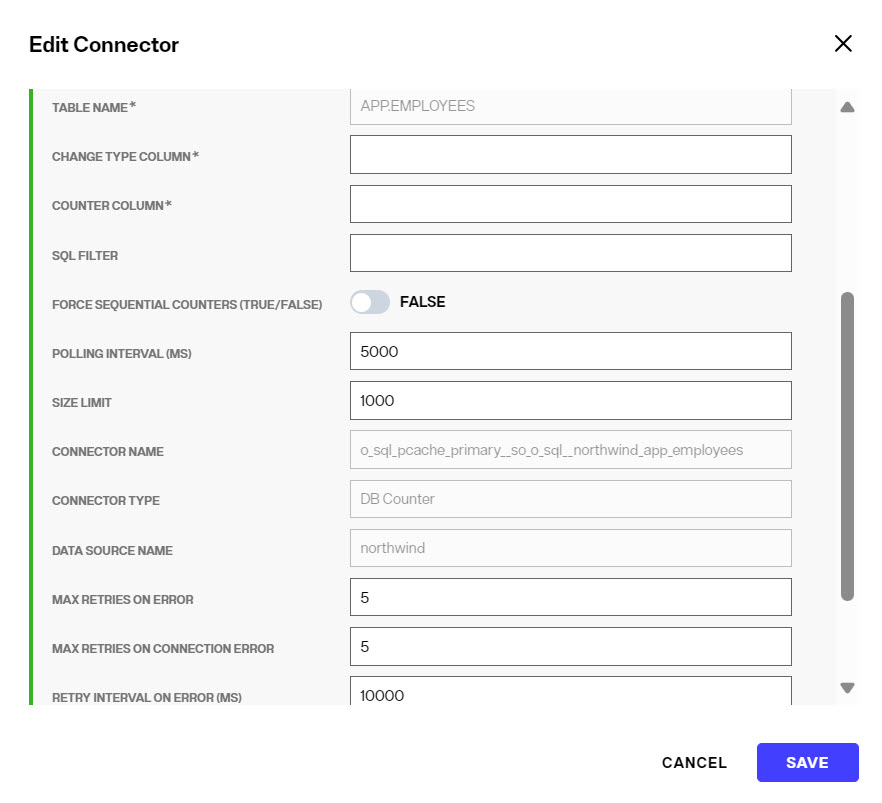 Edit Connector
TABLE NAME* APP.EMPLOYEES
CHANGE TYPE COLUMN*
COUNTER COLUMN*
SQL FILTER
FORCE SEQUENTIAL COUNTERS (TRUE/FALSE) FALSE
POLLING INTERVAL (MS) 5000
SIZE LIMIT 1000
CONNECTOR NAME o_sql_pcache_primary__so_o_sql__northwind_app_employees
CONNECTOR TYPE DB Counter
DATA SOURCE NAME northwind
MAX RETRIES ON ERROR 5
MAX RETRIES ON CONNECTION ERROR 5
RETRY INTERVAL ON ERROR (MS) 10000
CANCEL SAVE